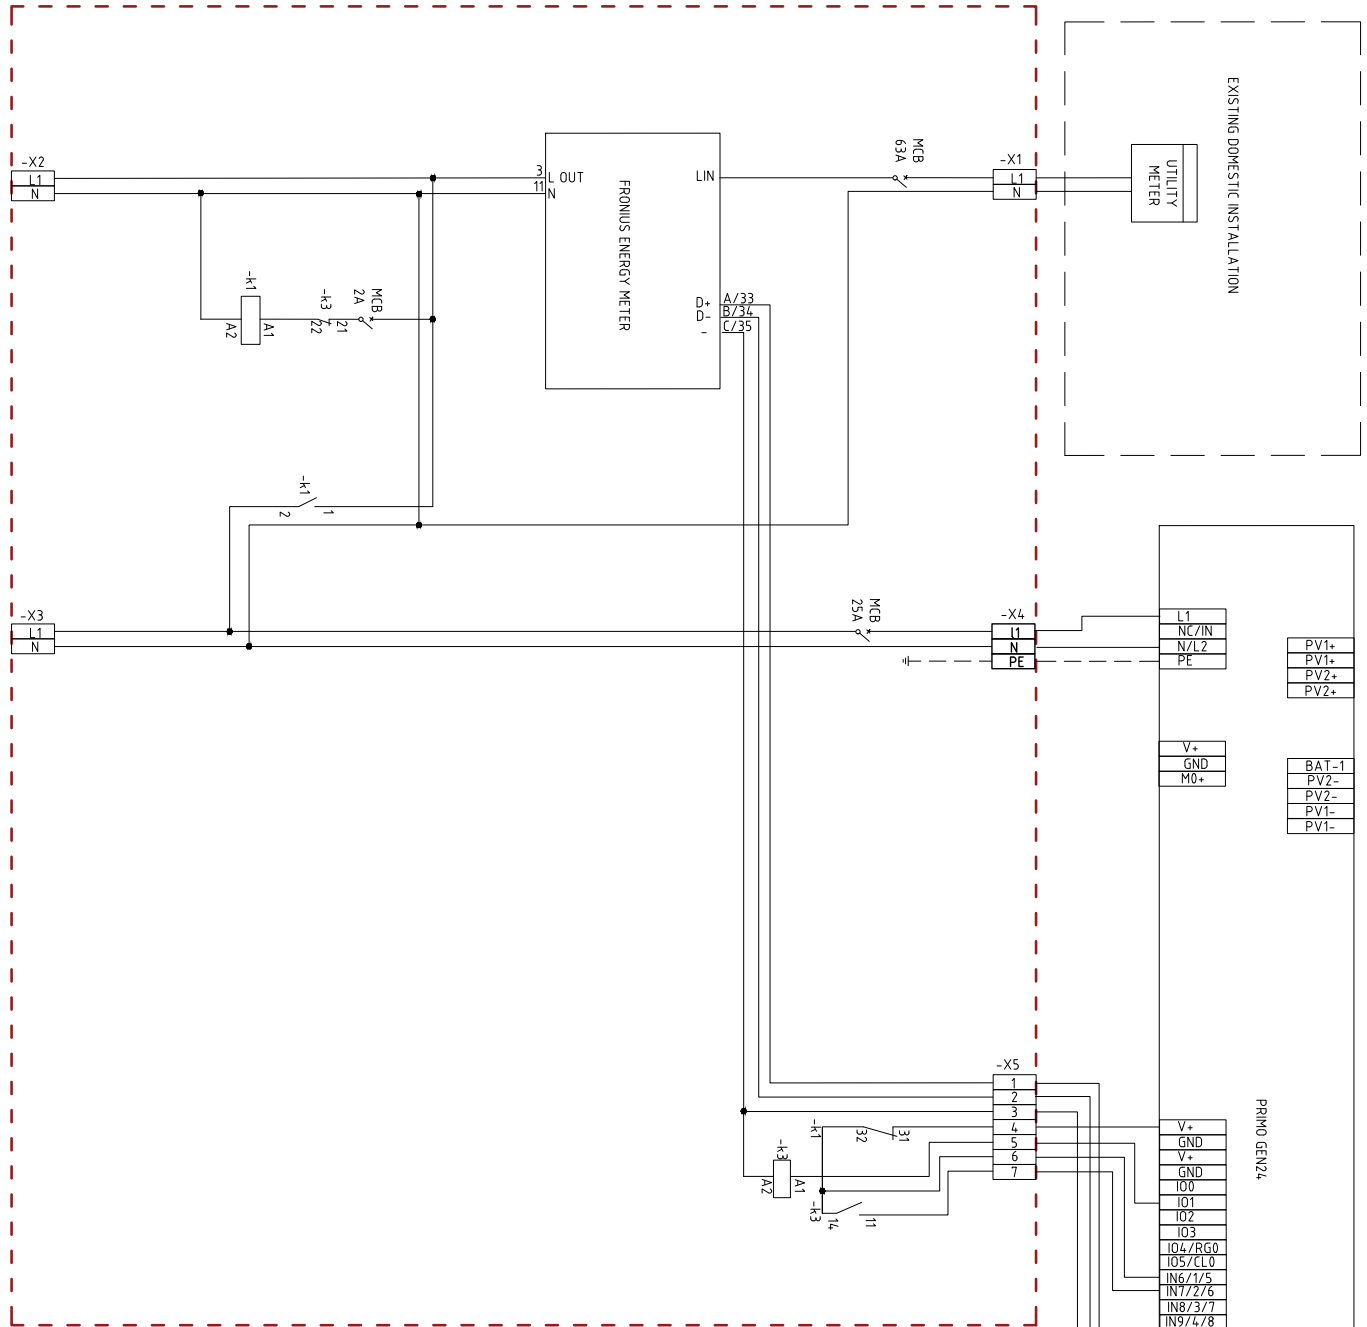 -X2
L1
N
3
11
L OUT
N
FRONIUS ENERGY METER
LIN
D+
D-
-
A/33
B/34
C/35
MCB
63A
-X1
L1
N
UTILITY
METER
EXISTING DOMESTIC INSTALLATION
-k1
A2
A1
-k3
22
21
MCB
2A
-k1
2
1
-X3
L1
N
MCB
25A
-X4
L1
N
PE
L1
NC/IN
N/L2
PE
PV1+
PV1+
PV2+
PV2+
V+
GND
M0+
BAT-1
PV2-
PV2-
PV1-
PV1-
PRIMO GEN24
-X5
1
2
3
4
5
6
7
-k1
32
31
-k3
A2
A1
-k3
14
11
V+
GND
V+
GND
IO0
IO1
IO2
IO3
IO4/RG0
IO5/CL0
IN6/1/5
IN7/2/6
IN8/3/7
IN9/4/8